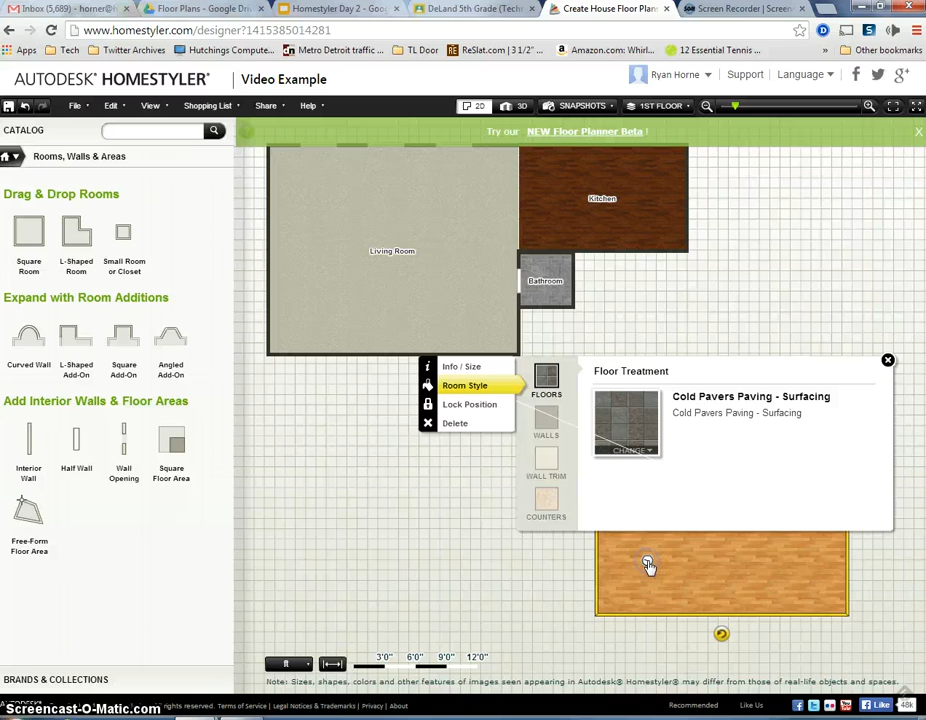 Inbox (5,689) - horner@
Floor Plans - Google Dri
Homestyler Day 2 - Goo
DeLand 5th Grade (Tech
Create House Floor Plan
Screen Recorder | Screen
www.homestyler.com/designer?1415385014281
Apps Tech Twitter Archives Hutchings Compute... Metro Detroit traffic ... TL Door ReSlat.com | 3 1/2" ... Amazon.com: Whirl... 12 Essential Tennis ... Other bookmarks
AUTODESK® HOMESTYLER® Video Example
Ryan Horne Support Language
File Edit View Shopping List Share Help 2D 3D SNAPSHOTS 1ST FLOOR
CATALOG
Try our NEW Floor Planner Beta ! X
Rooms, Walls & Areas
Drag & Drop Rooms
Square Room
L-Shaped Room
Small Room or Closet
Expand with Room Additions
Curved Wall
L-Shaped Add-On
Square Add-On
Angled Add-On
Add Interior Walls & Floor Areas
Interior Wall
Half Wall
Wall Opening
Square Floor Area
Free-Form Floor Area
Kitchen
Living Room
Bathroom
Info / Size
Room Style
Lock Position
Delete
FLOORS
WALLS
WALL TRIM
COUNTERS
Floor Treatment
Cold Pavers Paving - Surfacing
Cold Pavers Paving - Surfacing
CHANGE
ft 3'0" 6'0" 9'0" 12'0"
BRANDS & COLLECTIONS
Note: Sizes, shapes, colors and other features of images seen appearing in Autodesk® Homestyler® may differ from those of real-life objects and spaces.
Terms of Service | Legal Notices & Trademarks | Privacy | About
Recommended Like Us Like 48k
Screencast-O-Matic.com